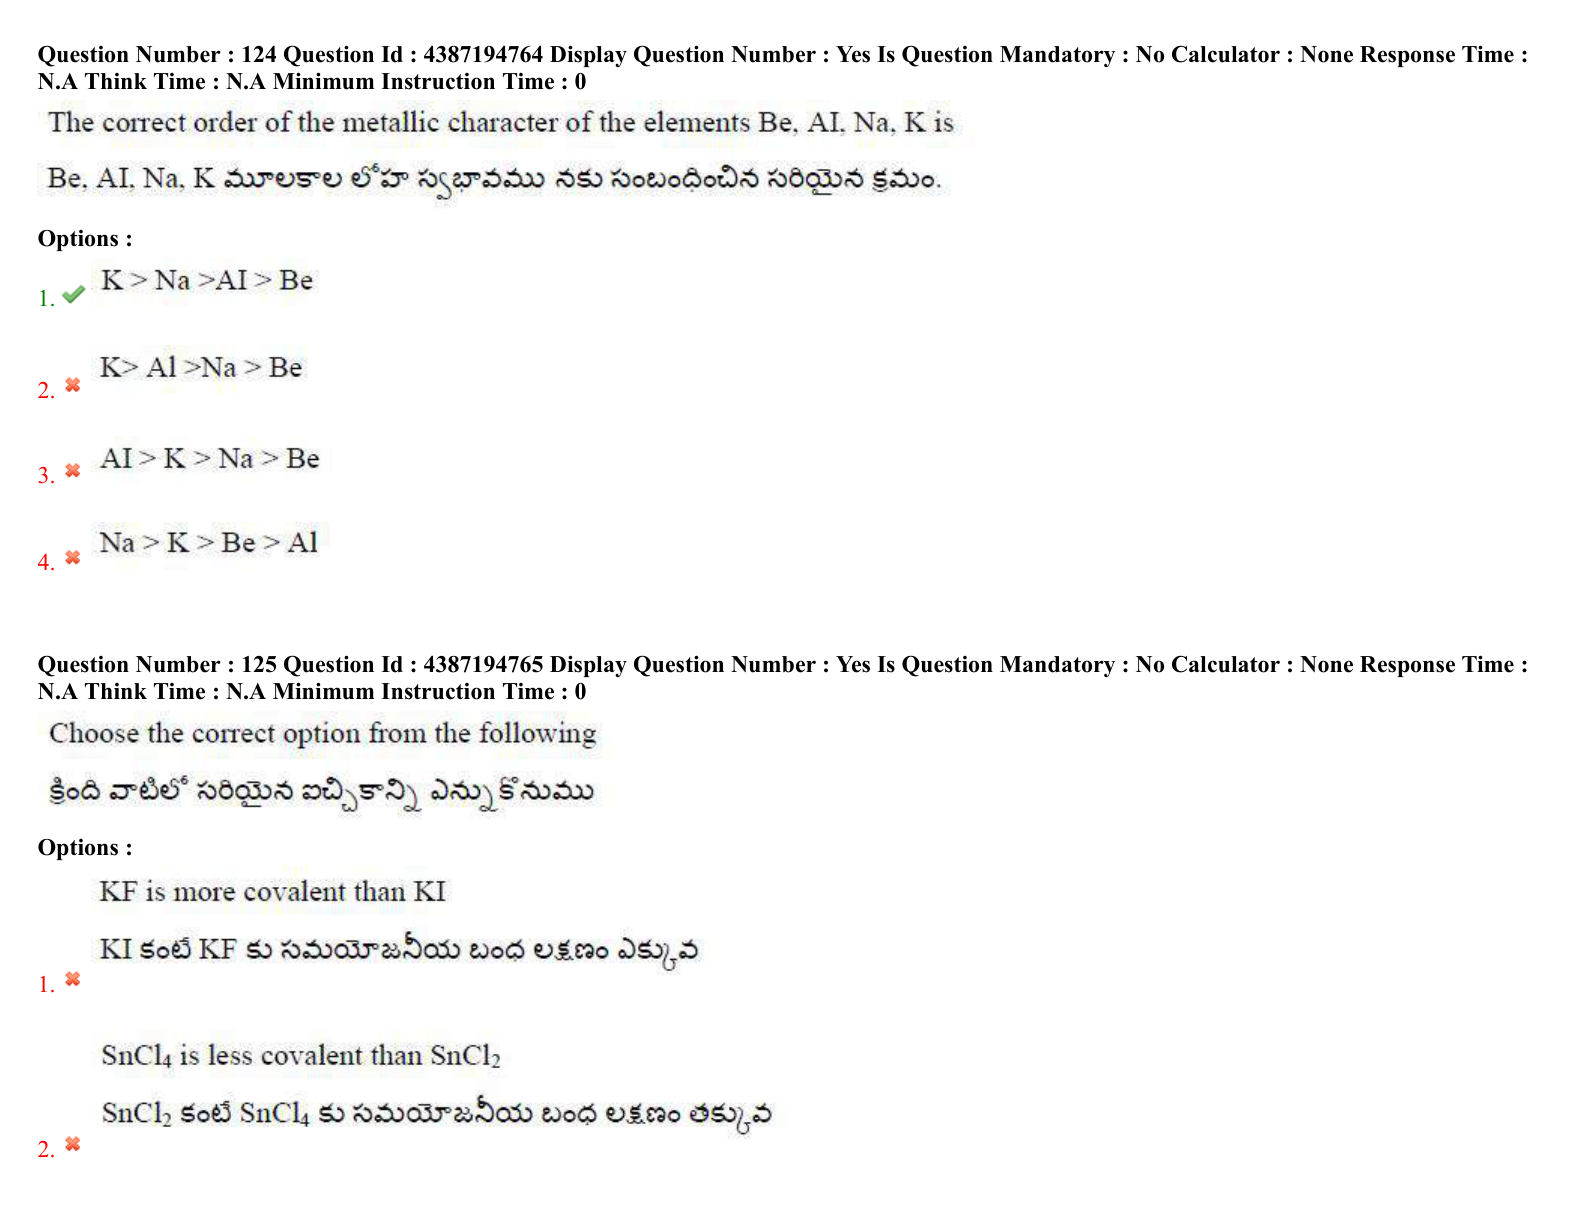 Question Number : 124 Question Id : 4387194764 Display Question Number : Yes Is Question Mandatory : No Calculator : None Response Time :
N.A Think Time : N.A Minimum Instruction Time : 0
The correct order of the metallic character of the elements Be, AI, Na, K is
Be, AI, Na, K మూలకాల లోహ స్వభావము నకు సంబంధించిన సరియైన క్రమం.
Options :
1. K > Na >AI > Be
2. K> Al >Na > Be
3. AI > K > Na > Be
4. Na > K > Be > Al
Question Number : 125 Question Id : 4387194765 Display Question Number : Yes Is Question Mandatory : No Calculator : None Response Time :
N.A Think Time : N.A Minimum Instruction Time : 0
Choose the correct option from the following
క్రింది వాటిలో సరియైన ఐచ్చికాన్ని ఎన్నుకొనుము
Options :
KF is more covalent than KI
KI కంటే KF కు సమయోజనీయ బంధ లక్షణం ఎక్కువ
1.
SnCl₄ is less covalent than SnCl₂
SnCl₂ కంటే SnCl₄ కు సమయోజనీయ బంధ లక్షణం తక్కువ
2.